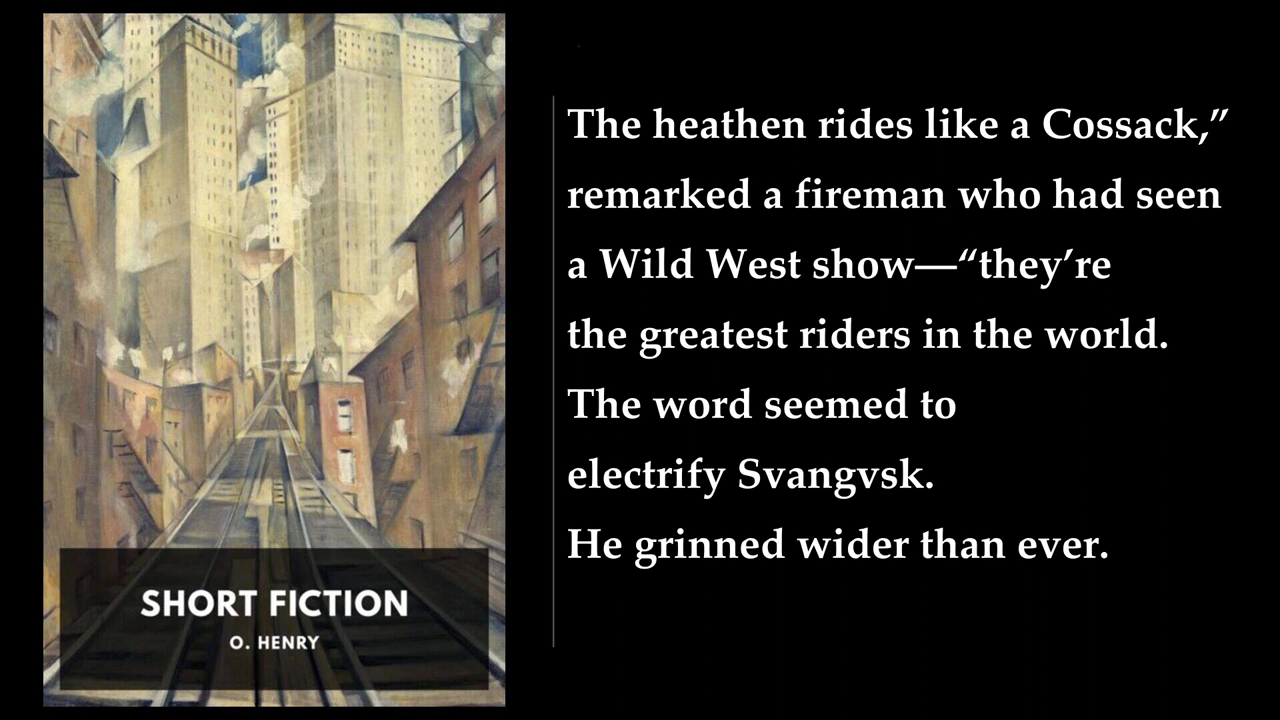 SHORT FICTION
O. HENRY
The heathen rides like a Cossack,”
remarked a fireman who had seen
a Wild West show—“they’re
the greatest riders in the world.
The word seemed to
electrify Svangvsk.
He grinned wider than ever.